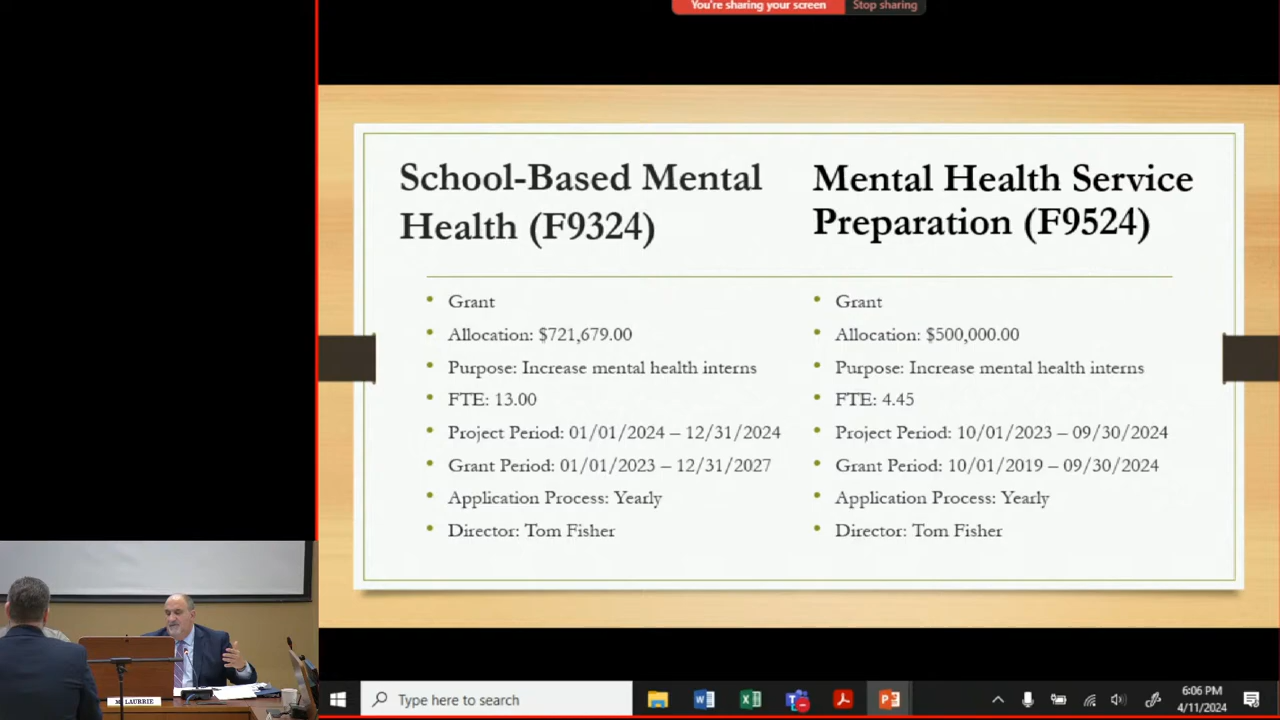 You're sharing your screen
Stop sharing
School-Based Mental
Health (F9324)
Grant
Allocation: $721,679.00
Purpose: Increase mental health interns
FTE: 13.00
Project Period: 01/01/2024 – 12/31/2024
Grant Period: 01/01/2023 – 12/31/2027
Application Process: Yearly
Director: Tom Fisher
Mental Health Service
Preparation (F9524)
Grant
Allocation: $500,000.00
Purpose: Increase mental health interns
FTE: 4.45
Project Period: 10/01/2023 – 09/30/2024
Grant Period: 10/01/2019 – 09/30/2024
Application Process: Yearly
Director: Tom Fisher
LAURRIE
Type here to search
6:06 PM
4/11/2024